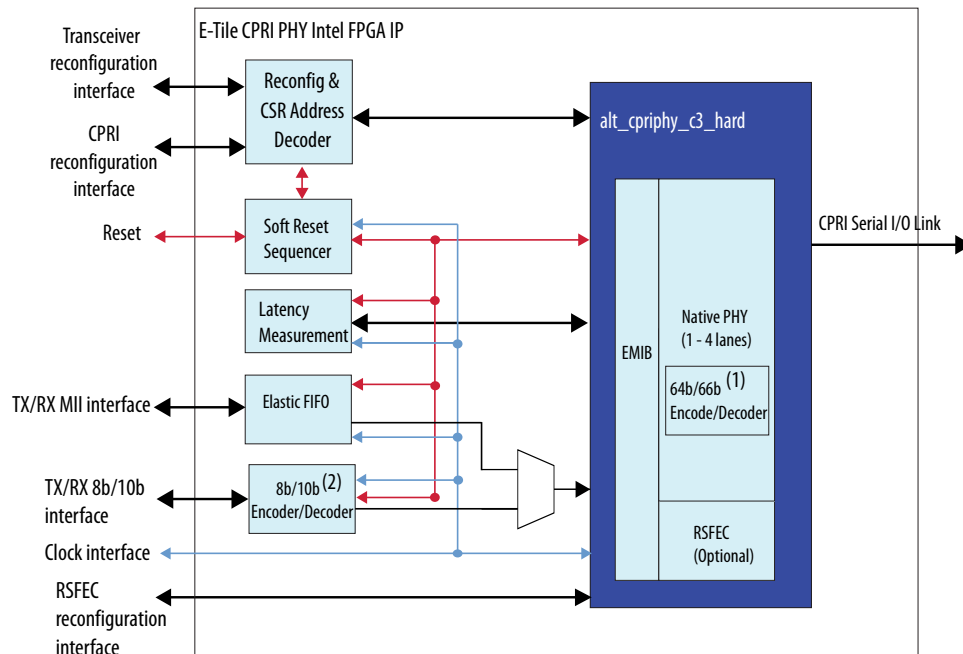 E-Tile CPRI PHY Intel FPGA IP
Transceiver
reconfiguration
interface
CPRI
reconfiguration
interface
Reset
TX/RX MII interface
TX/RX 8b/10b
interface
Clock interface
RSFEC
reconfiguration
interface
Reconfig &
CSR Address
Decoder
Soft Reset
Sequencer
Latency
Measurement
Elastic FIFO
8b/10b (2)
Encoder/Decoder
alt_cpriphy_c3_hard
EMIB
Native PHY
(1 - 4 lanes)
64b/66b (1)
Encode/Decoder
RSFEC
(Optional)
CPRI Serial I/O Link